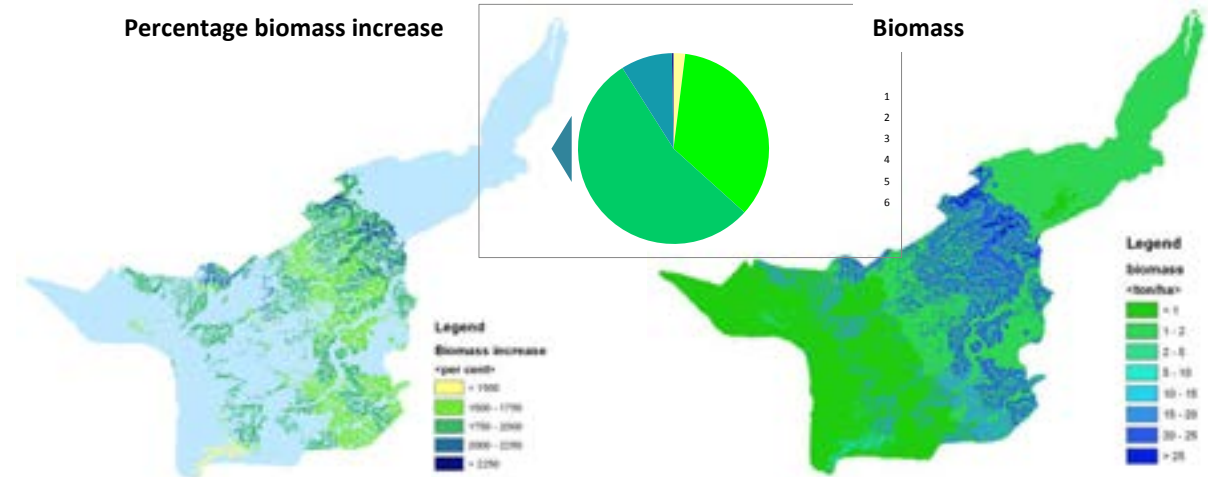 Percentage biomass increase
Biomass
1
2
3
4
5
6
Legend
Biomass increase
<per cent>
< 1500
1500 - 1750
1750 - 2000
2000 - 2250
Legend
biomass
<ton/ha>
< 1
1 - 2
2 - 5
5 - 10
10 - 15
15 - 20
20 - 25
> 25